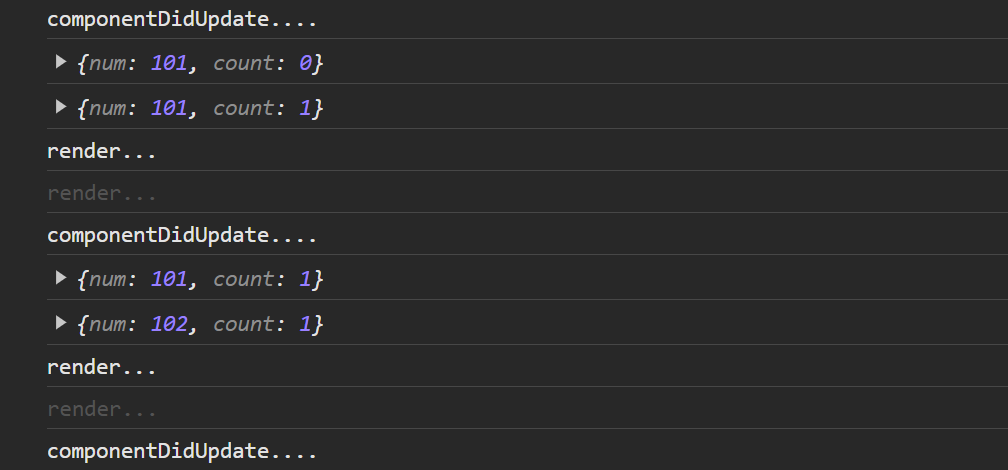 componentDidUpdate....
{num: 101, count: 0}
{num: 101, count: 1}
render...
render...
componentDidUpdate....
{num: 101, count: 1}
{num: 102, count: 1}
render...
render...
componentDidUpdate....